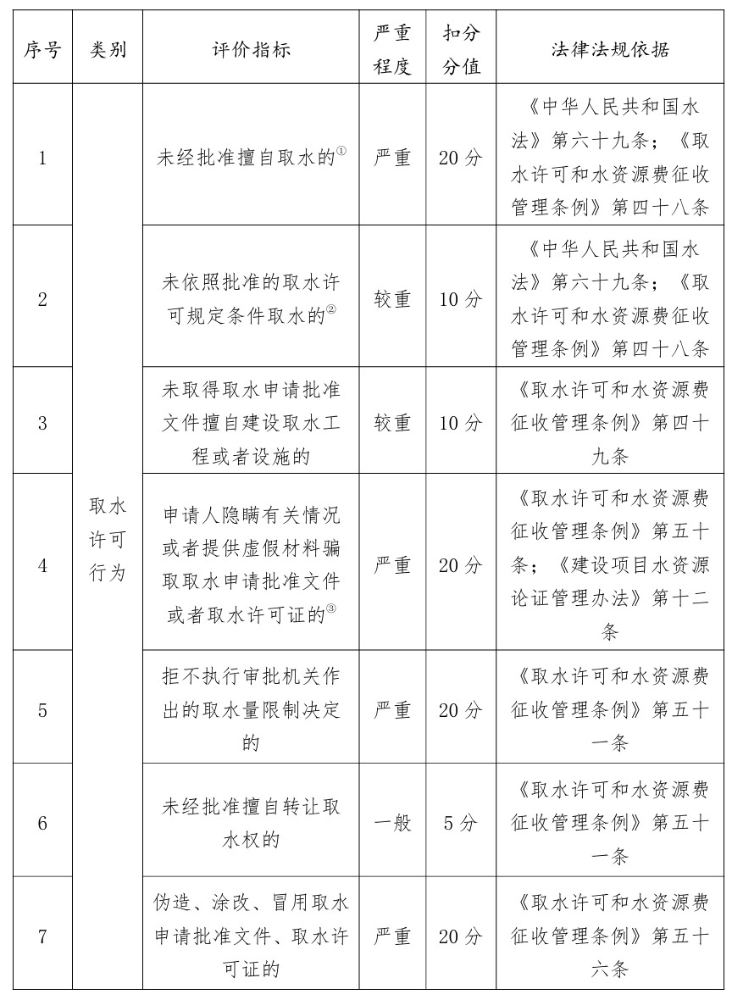 序号 类别 评价指标 严重程度 扣分分值 法律法规依据
1
取水
许可
行为
未经批准擅自取水的①
严重
20 分
《中华人民共和国水
法》第六十九条；《取
水许可和水资源费征收
管理条例》第四十八条
2
未依照批准的取水许
可规定条件取水的②
较重
10 分
《中华人民共和国水
法》第六十九条；《取
水许可和水资源费征收
管理条例》第四十八条
3
未取得取水申请批准
文件擅自建设取水工
程或者设施的
较重
10 分
《取水许可和水资源费
征收管理条例》第四十
九条
4
申请人隐瞒有关情况
或者提供虚假材料骗
取取水申请批准文件
或者取水许可证的③
严重
20 分
《取水许可和水资源费
征收管理条例》第五十
条；《建设项目水资源
论证管理办法》第十二
条
5
拒不执行审批机关作
出的取水量限制决定
的
严重
20 分
《取水许可和水资源费
征收管理条例》第五十
一条
6
未经批准擅自转让取
水权的
一般
5 分
《取水许可和水资源费
征收管理条例》第五十
一条
7
伪造、涂改、冒用取水
申请批准文件、取水许
可证的
严重
20 分
《取水许可和水资源费
征收管理条例》第五十
六条